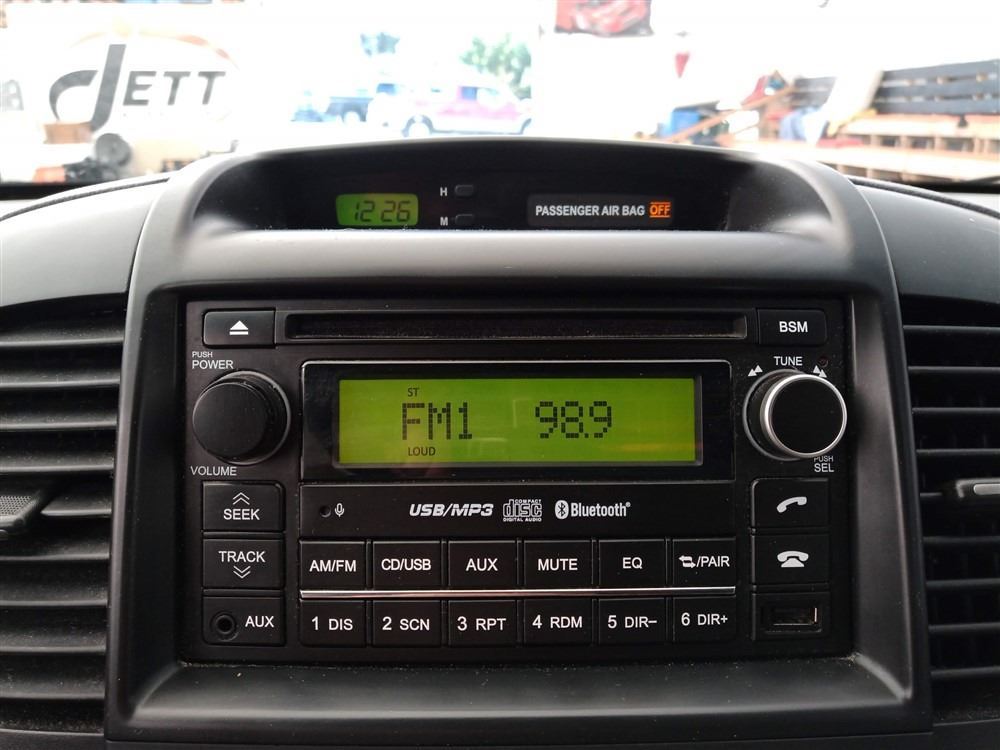 JETT
12:26
H
M
PASSENGER AIR BAG OFF
BSM
PUSH
POWER
TUNE
ST
FM1 98.9
LOUD
VOLUME
PUSH
SEL
SEEK
USB/MP3 COMPACT disc DIGITAL AUDIO Bluetooth®
TRACK
AM/FM CD/USB AUX MUTE EQ /PAIR
AUX
1 DIS 2 SCN 3 RPT 4 RDM 5 DIR− 6 DIR+